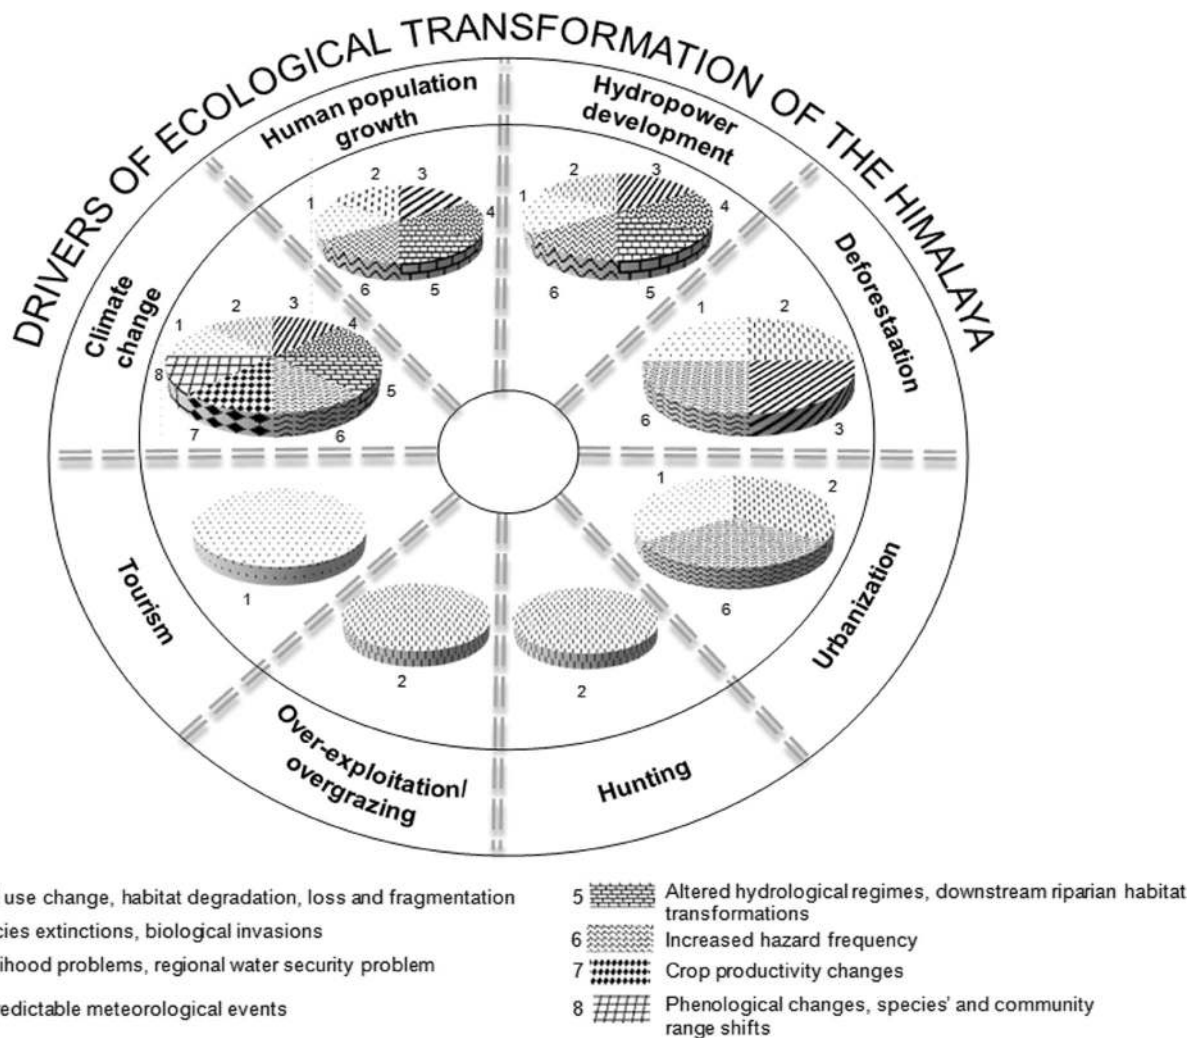 DRIVERS OF ECOLOGICAL TRANSFORMATION OF THE HIMALAYA
Human population
growth
1
2
3
4
5
6
Hydropower
development
1
2
3
4
5
6
Deforestaation
1
2
3
6
Urbanization
1
2
6
Hunting
2
Over-exploitation/
overgrazing
2
Tourism
1
Climate
change
1
2
3
4
5
6
7
8
use change, habitat degradation, loss and fragmentation
cies extinctions, biological invasions
ihood problems, regional water security problem
redictable meteorological events
5 Altered hydrological regimes, downstream riparian habitat
transformations
6 Increased hazard frequency
7 Crop productivity changes
8 Phenological changes, species' and community
range shifts